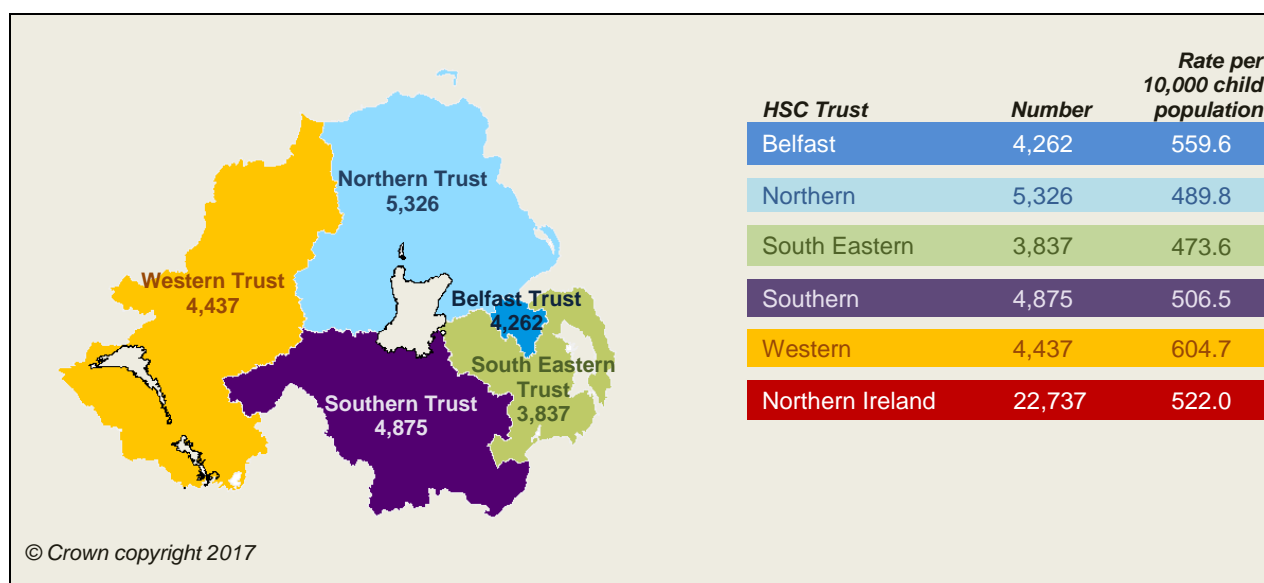 Northern Trust
5,326
Western Trust
4,437
Belfast Trust
4,262
South Eastern
Trust
3,837
Southern Trust
4,875
© Crown copyright 2017
Rate per
10,000 child
HSC Trust Number population
Belfast 4,262 559.6
Northern 5,326 489.8
South Eastern 3,837 473.6
Southern 4,875 506.5
Western 4,437 604.7
Northern Ireland 22,737 522.0